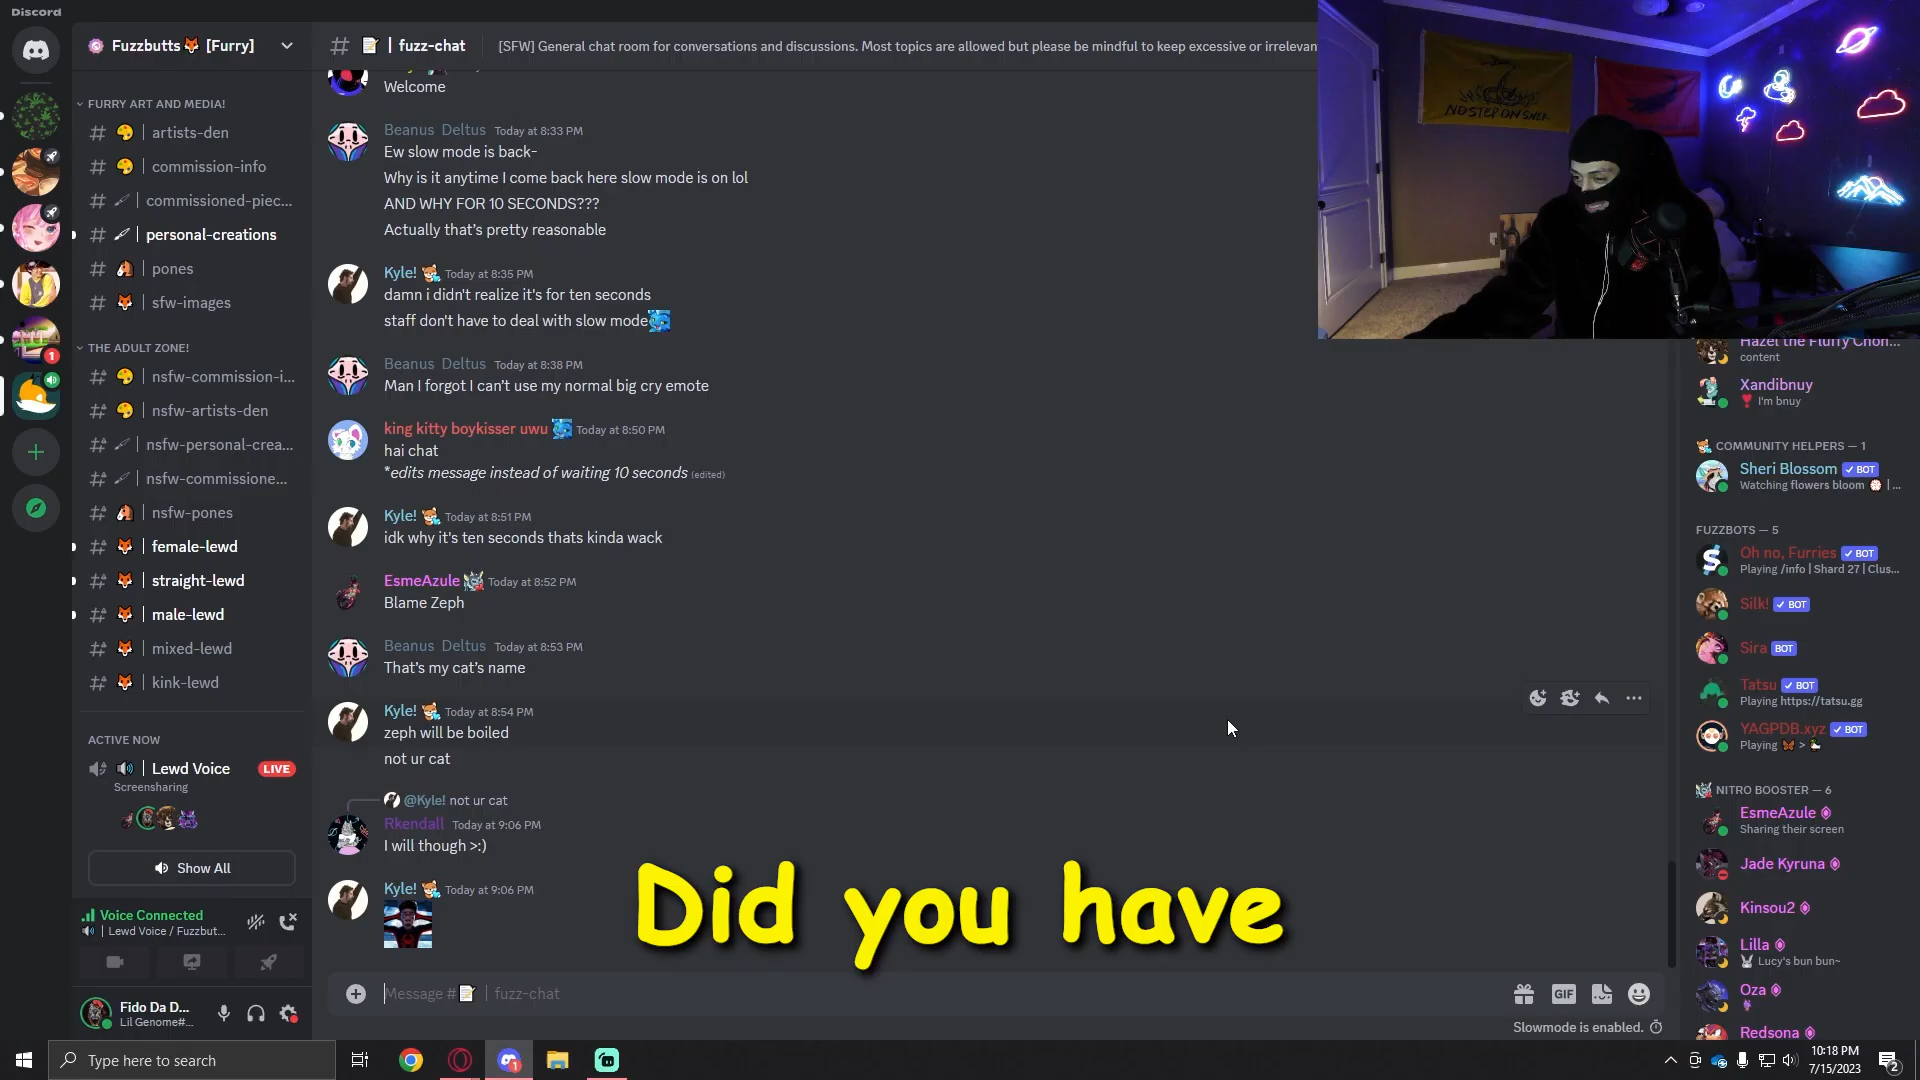 Discord
Fuzzbutts [Furry]
FURRY ART AND MEDIA!
artists-den
commission-info
commissioned-piec...
personal-creations
pones
sfw-images
THE ADULT ZONE!
nsfw-commission-i...
nsfw-artists-den
nsfw-personal-crea...
nsfw-commissione...
nsfw-pones
female-lewd
straight-lewd
male-lewd
mixed-lewd
kink-lewd
ACTIVE NOW
Lewd Voice LIVE
Screensharing
Show All
Voice Connected
Lewd Voice / Fuzzbut...
Fido Da D...
Lil Genome#...
# | fuzz-chat
[SFW] General chat room for conversations and discussions. Most topics are allowed but please be mindful to keep excessive or irrelevan
Welcome
Beanus Deltus Today at 8:33 PM
Ew slow mode is back-
Why is it anytime I come back here slow mode is on lol
AND WHY FOR 10 SECONDS???
Actually that's pretty reasonable
Kyle! Today at 8:35 PM
damn i didn't realize it's for ten seconds
staff don't have to deal with slow mode
Beanus Deltus Today at 8:38 PM
Man I forgot I can't use my normal big cry emote
king kitty boykisser uwu Today at 8:50 PM
hai chat
*edits message instead of waiting 10 seconds (edited)
Kyle! Today at 8:51 PM
idk why it's ten seconds thats kinda wack
EsmeAzule Today at 8:52 PM
Blame Zeph
Beanus Deltus Today at 8:53 PM
That's my cat's name
Kyle! Today at 8:54 PM
zeph will be boiled
not ur cat
@Kyle! not ur cat
Rkendall Today at 9:06 PM
I will though >:)
Kyle! Today at 9:06 PM
Did you have
Message # | fuzz-chat
GIF
Slowmode is enabled.
NO STEP ON SNEK
Hazel the Fluffy Chon...
content
Xandibnuy
I'm bnuy
COMMUNITY HELPERS — 1
Sheri Blossom BOT
Watching flowers bloom | ...
FUZZBOTS — 5
Oh no, Furries BOT
Playing /info | Shard 27 | Clus...
Silk! BOT
Sira BOT
Tatsu BOT
Playing https://tatsu.gg
YAGPDB.xyz BOT
Playing >
NITRO BOOSTER — 6
EsmeAzule
Sharing their screen
Jade Kyruna
Kinsou2
Lilla
Lucy's bun bun~
Oza
Redsona
Type here to search
10:18 PM
7/15/2023